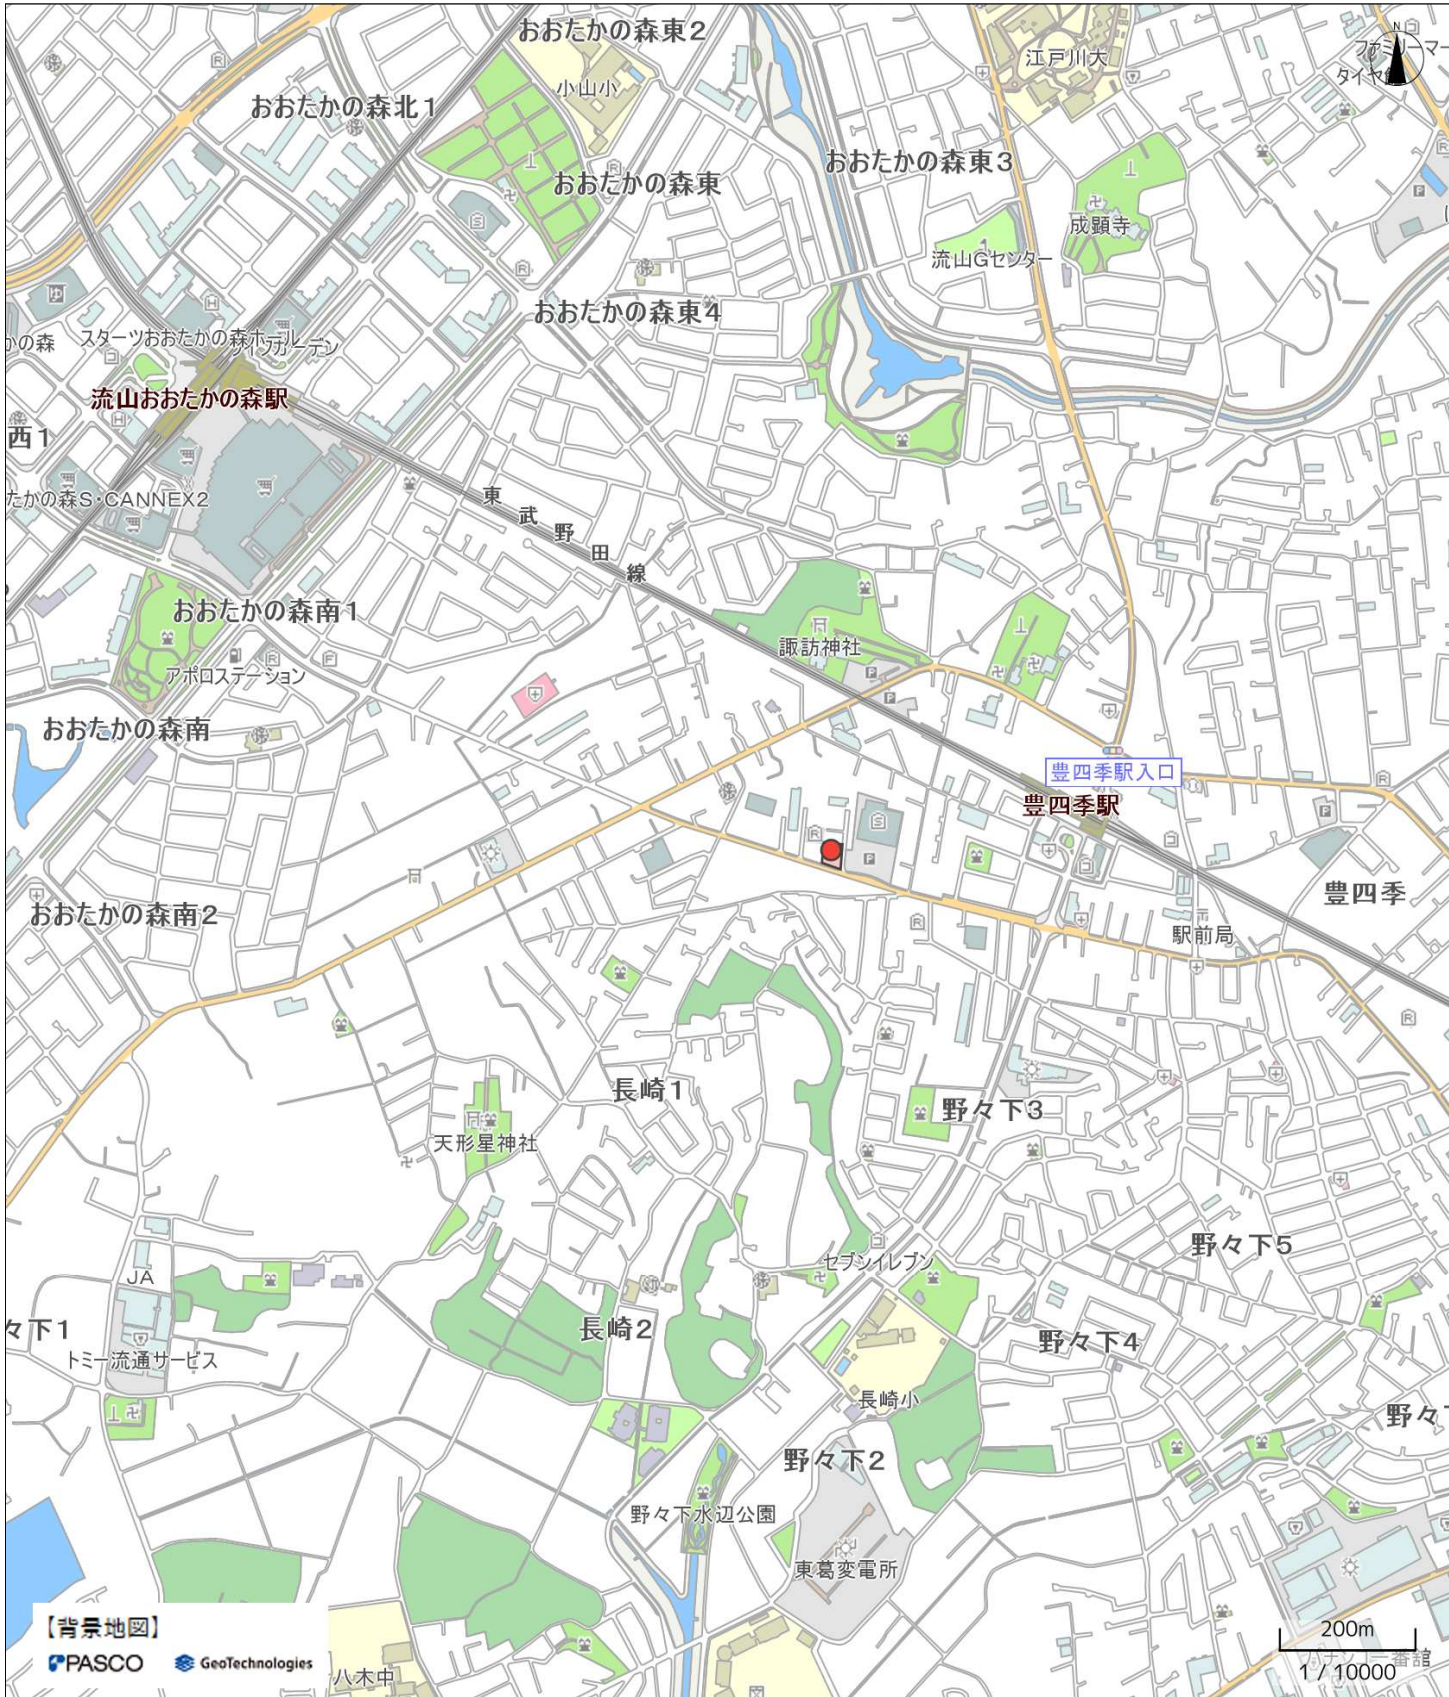 おおたかの森東2
江戸川大
N
ファミリーマー
タイヤ館
小山小
おおたかの森北1
おおたかの森東
おおたかの森東3
成顕寺
流山Gセンター
おおたかの森東4
かの森
スターツおおたかの森ホール
流山おおたかの森駅
西1
たかの森S・CANNEX2
東武野田線
おおたかの森南1
諏訪神社
アポロステーション
おおたかの森南
豊四季駅入口
豊四季駅
豊四季
おおたかの森南2
駅前局
長崎1
野々下3
天形星神社
野々下5
セブンイレブン
JA
々下1
長崎2
野々下4
トミー流通サービス
長崎小
野々下2
野々下水辺公園
東葛変電所
【背景地図】
PASCO
GeoTechnologies
八木中
200m
1 / 10000